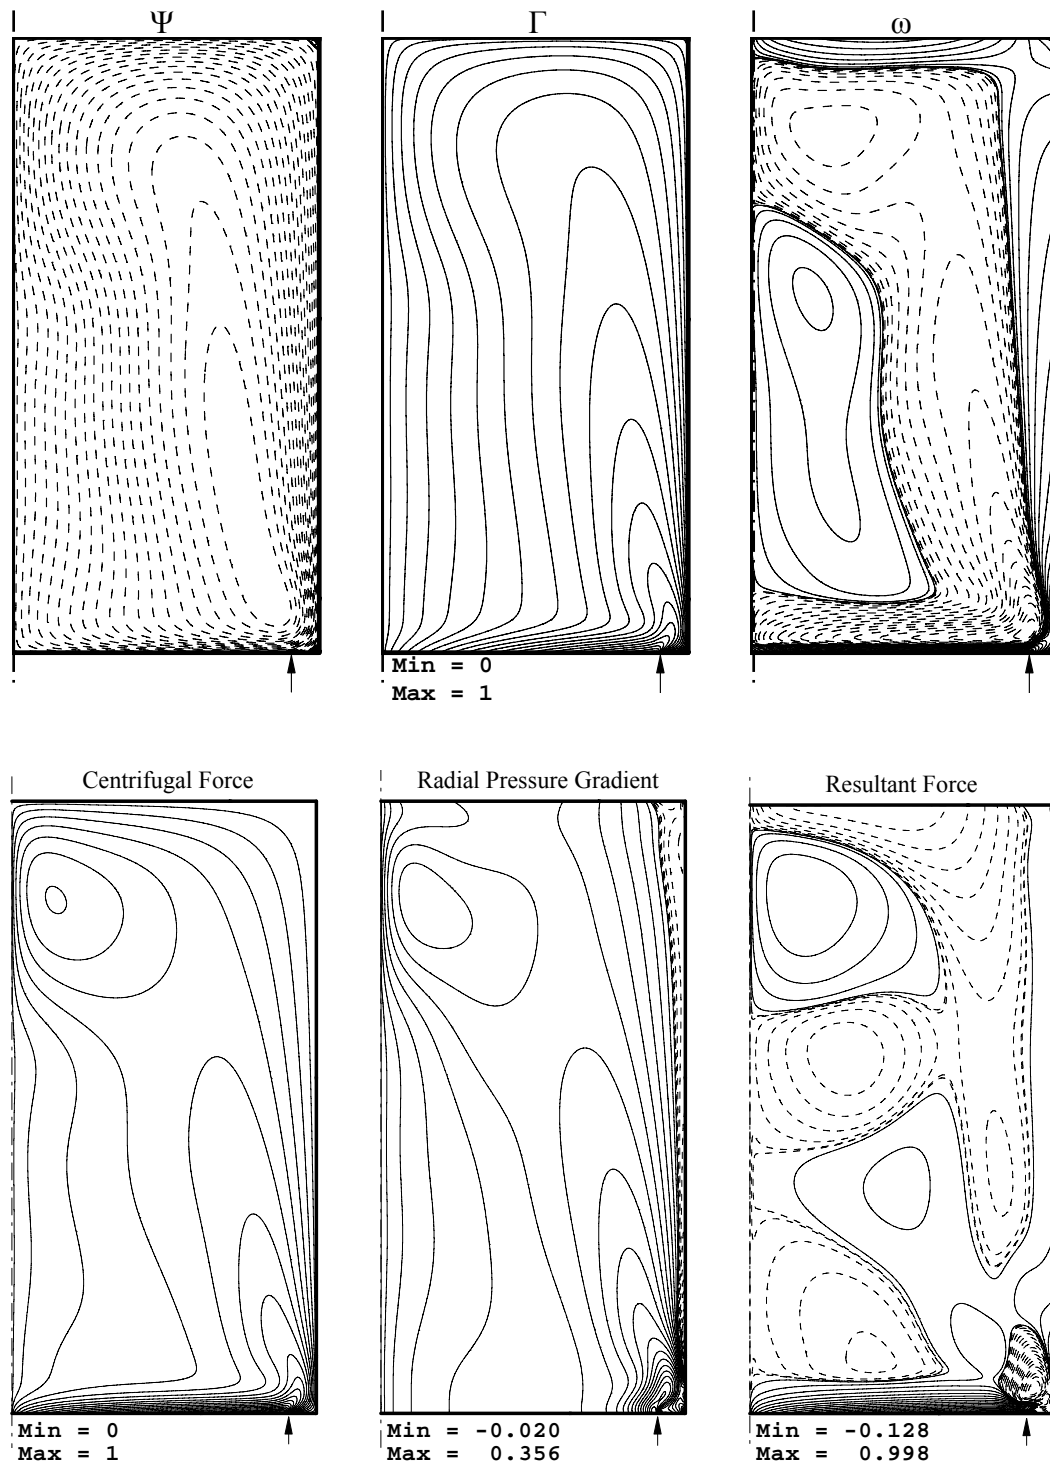 Ψ
Γ
ω
Min = 0
Max = 1
Centrifugal Force
Radial Pressure Gradient
Resultant Force
Min = 0
Max = 1
Min = -0.020
Max = 0.356
Min = -0.128
Max = 0.998